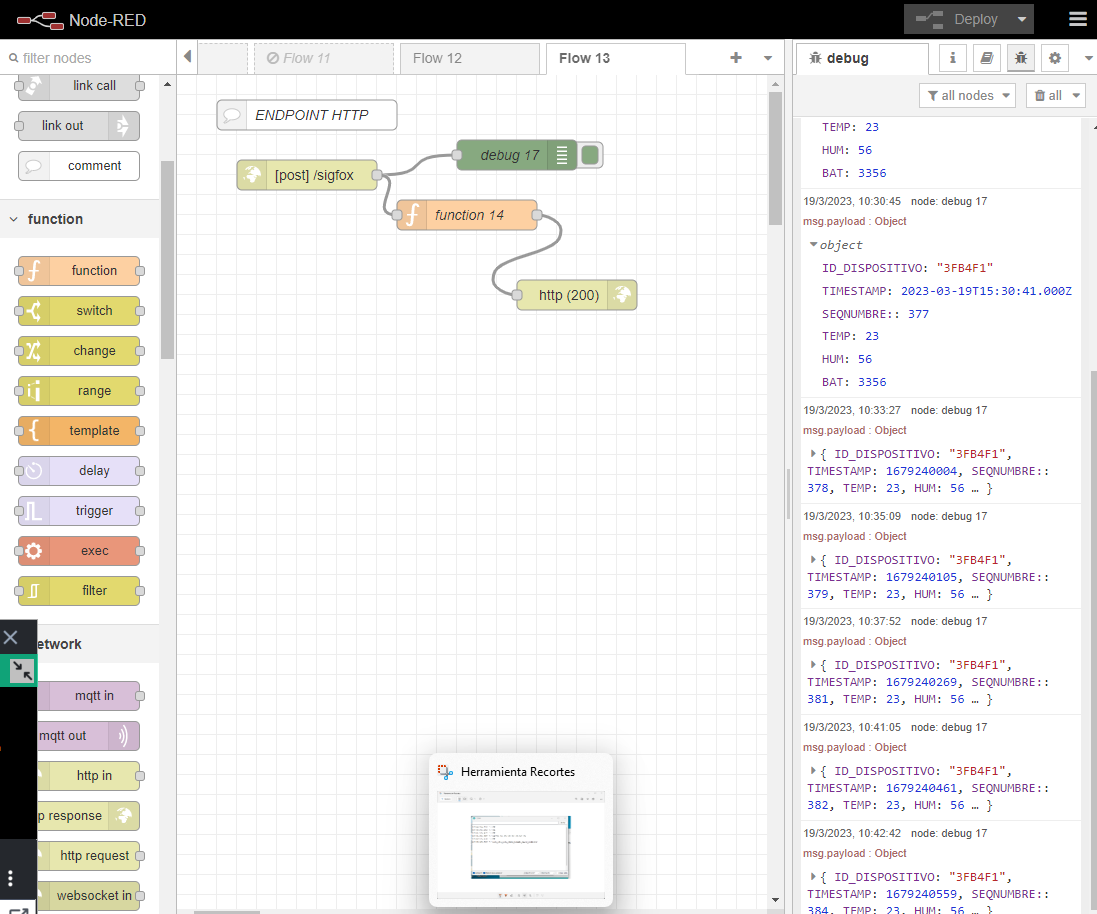 Node-RED
Deploy
filter nodes
Flow 11
Flow 12
Flow 13
debug
all nodes
all
link call
link out
comment
function
function
switch
change
range
template
delay
trigger
exec
filter
etwork
mqtt in
mqtt out
http in
p response
http request
websocket in
ENDPOINT HTTP
[post] /sigfox
debug 17
function 14
http (200)
Herramienta Recortes
TEMP: 23
HUM: 56
BAT: 3356
19/3/2023, 10:30:45 node: debug 17
msg.payload : Object
object
ID_DISPOSITIVO: "3FB4F1"
TIMESTAMP: 2023-03-19T15:30:41.000Z
SEQNUMBRE:: 377
TEMP: 23
HUM: 56
BAT: 3356
19/3/2023, 10:33:27 node: debug 17
msg.payload : Object
{ ID_DISPOSITIVO: "3FB4F1",
TIMESTAMP: 1679240004, SEQNUMBRE::
378, TEMP: 23, HUM: 56 … }
19/3/2023, 10:35:09 node: debug 17
msg.payload : Object
{ ID_DISPOSITIVO: "3FB4F1",
TIMESTAMP: 1679240105, SEQNUMBRE::
379, TEMP: 23, HUM: 56 … }
19/3/2023, 10:37:52 node: debug 17
msg.payload : Object
{ ID_DISPOSITIVO: "3FB4F1",
TIMESTAMP: 1679240269, SEQNUMBRE::
381, TEMP: 23, HUM: 56 … }
19/3/2023, 10:41:05 node: debug 17
msg.payload : Object
{ ID_DISPOSITIVO: "3FB4F1",
TIMESTAMP: 1679240461, SEQNUMBRE::
382, TEMP: 23, HUM: 56 … }
19/3/2023, 10:42:42 node: debug 17
msg.payload : Object
{ ID_DISPOSITIVO: "3FB4F1",
TIMESTAMP: 1679240559, SEQNUMBRE::
384, TEMP: 23, HUM: 56 … }